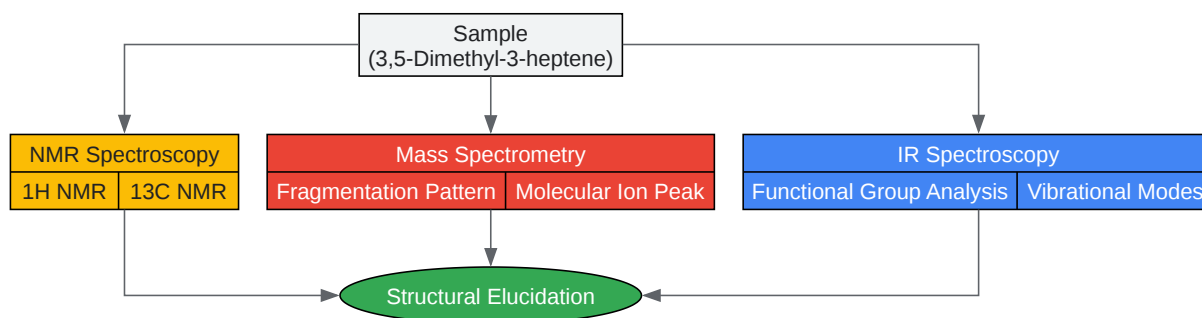 Sample
(3,5-Dimethyl-3-heptene)
NMR Spectroscopy
1H NMR
13C NMR
Mass Spectrometry
Fragmentation Pattern
Molecular Ion Peak
IR Spectroscopy
Functional Group Analysis
Vibrational Modes
Structural Elucidation